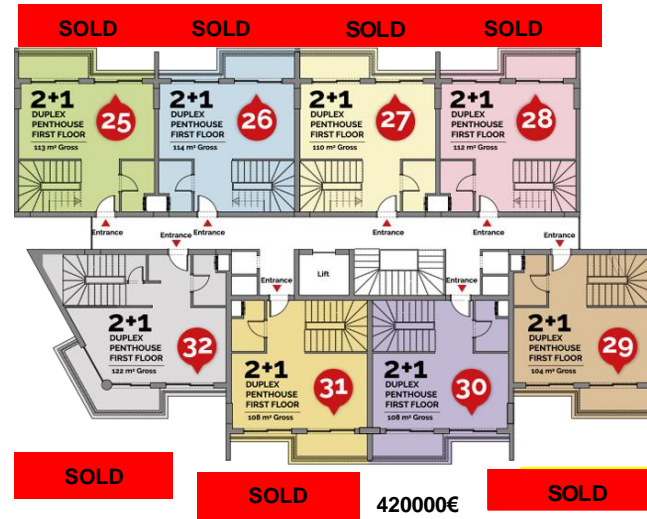 SOLD SOLD SOLD SOLD
2+1
DUPLEX
PENTHOUSE
FIRST FLOOR
113 m² Gross
25
2+1
DUPLEX
PENTHOUSE
FIRST FLOOR
114 m² Gross
26
2+1
DUPLEX
PENTHOUSE
FIRST FLOOR
110 m² Gross
27
2+1
DUPLEX
PENTHOUSE
FIRST FLOOR
112 m² Gross
28
Entrance Entrance Entrance Entrance Entrance Entrance
Entrance Lift Entrance
2+1
DUPLEX
PENTHOUSE
FIRST FLOOR
122 m² Gross
32
2+1
DUPLEX
PENTHOUSE
FIRST FLOOR
108 m² Gross
31
2+1
DUPLEX
PENTHOUSE
FIRST FLOOR
108 m² Gross
30
2+1
DUPLEX
PENTHOUSE
FIRST FLOOR
104 m² Gross
29
SOLD
SOLD
420000€
SOLD